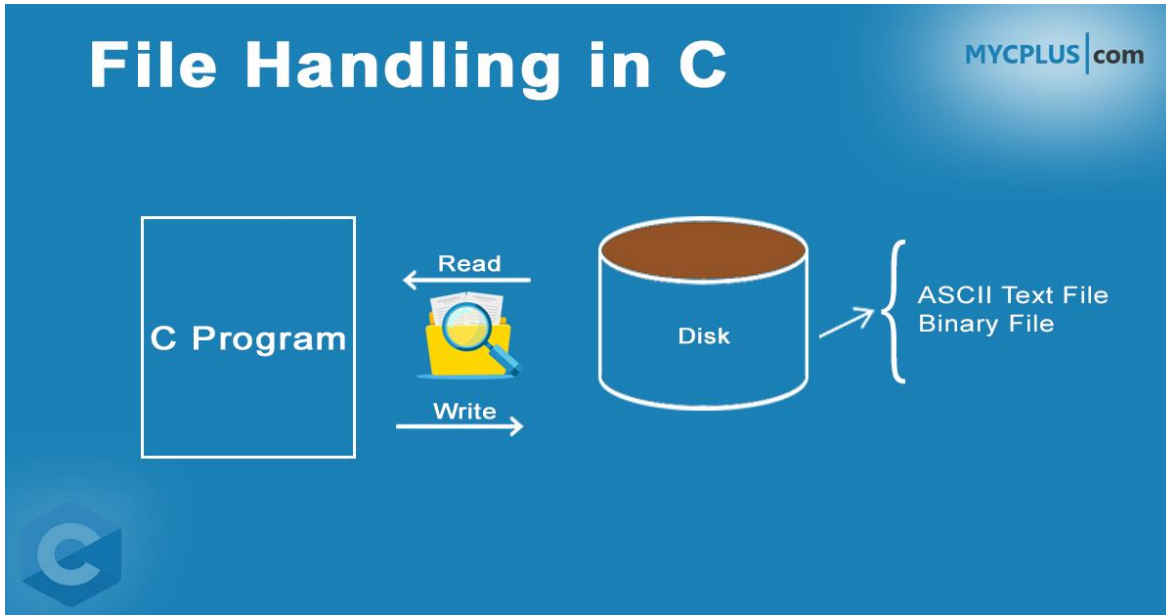 File Handling in C
MYCPLUS com
C Program
Read
Write
Disk
ASCII Text File
Binary File
C